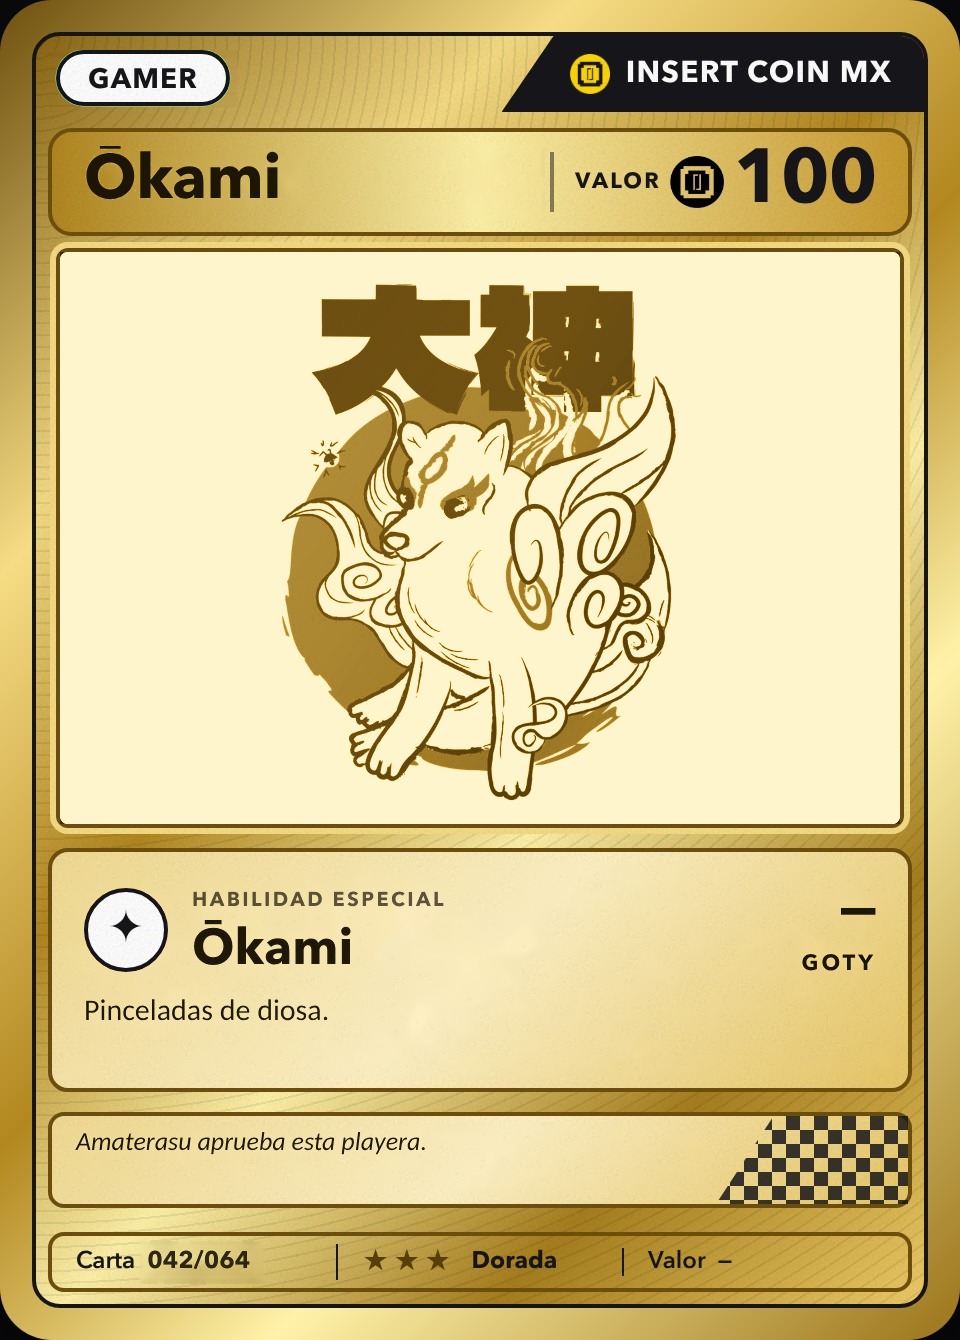 GAMER
INSERT COIN MX
Ōkami
VALOR 100
大神
HABILIDAD ESPECIAL
Ōkami
–
GOTY
Pinceladas de diosa.
Amaterasu aprueba esta playera.
Carta 042/064
★★★ Dorada
Valor –